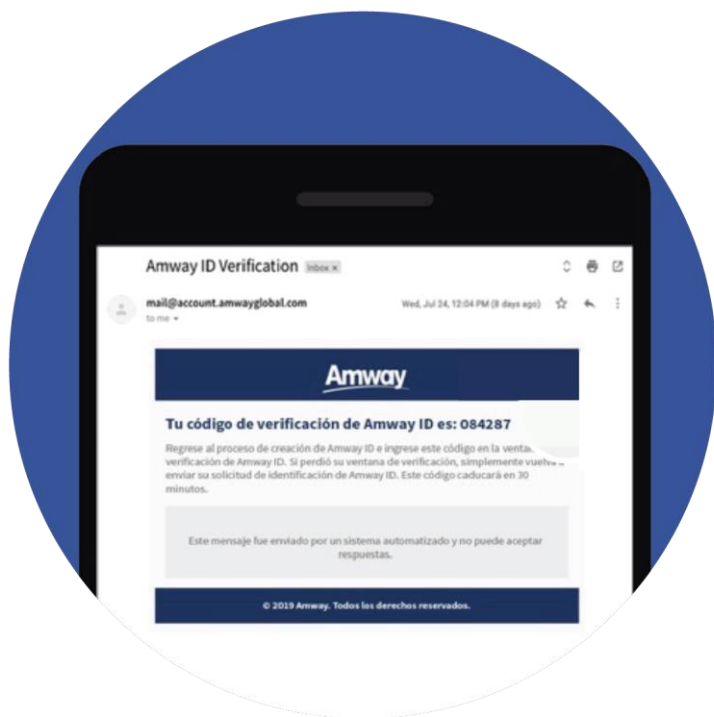 Amway ID Verification Inbox x
mail@account.amwayglobal.com Wed, Jul 24, 12:04 PM (8 days ago)
to me
Amway
Tu código de verificación de Amway ID es: 084287
Regrese al proceso de creación de Amway ID e ingrese este código en la
verificación de Amway ID. Si perdió su ventana de verificación, simplemente
enviar su solicitud de identificación de Amway ID. Este código caducará en 30
minutos.
Este mensaje fue enviado por un sistema automatizado y no puede aceptar
respuestas.
© 2019 Amway. Todos los derechos reservados.